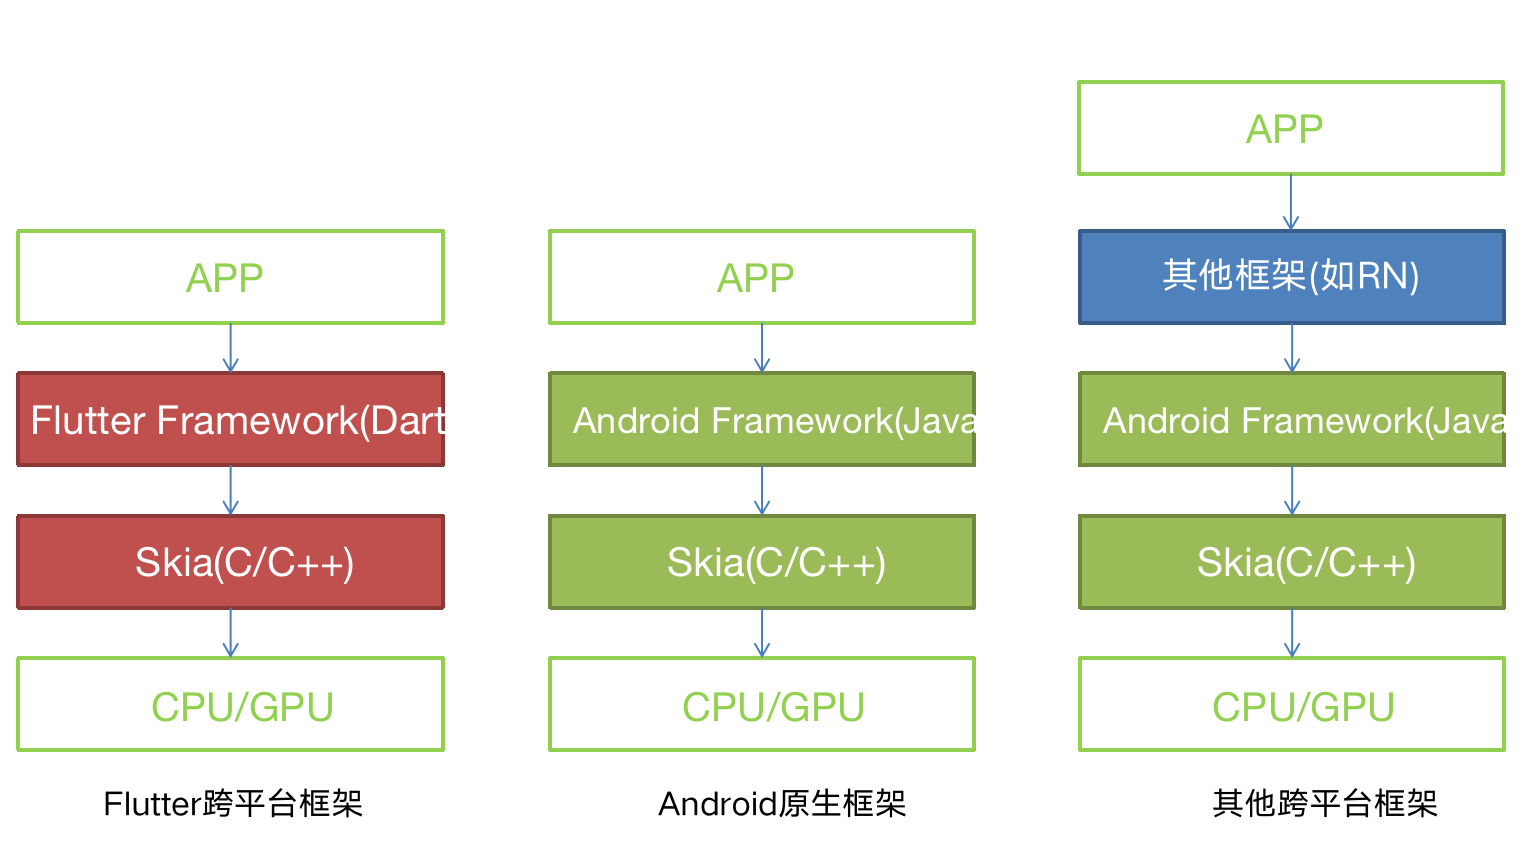 APP
Flutter Framework(Dart
Skia(C/C++)
CPU/GPU
Flutter跨平台框架
APP
Android Framework(Java
Skia(C/C++)
CPU/GPU
Android原生框架
APP
其他框架(如RN)
Android Framework(Java
Skia(C/C++)
CPU/GPU
其他跨平台框架